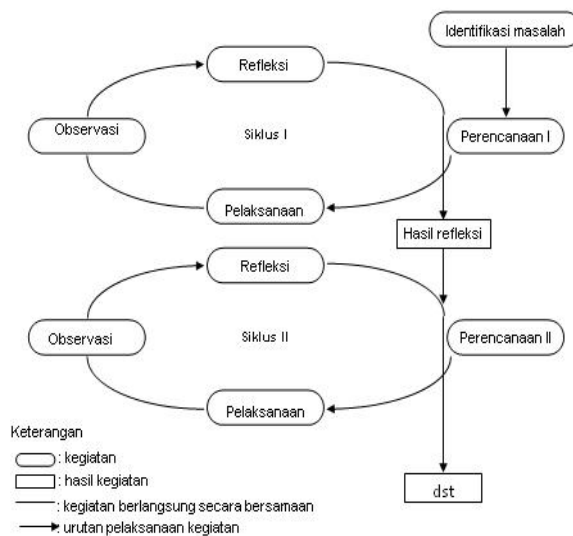 Identifikasi masalah
Refleksi
Observasi
Siklus I
Perencanaan I
Pelaksanaan
Hasil refleksi
Refleksi
Observasi
Siklus II
Perencanaan II
Pelaksanaan
Keterangan
: kegiatan
: hasil kegiatan
: kegiatan berlangsung secara bersamaan
: urutan pelaksanaan kegiatan
dst